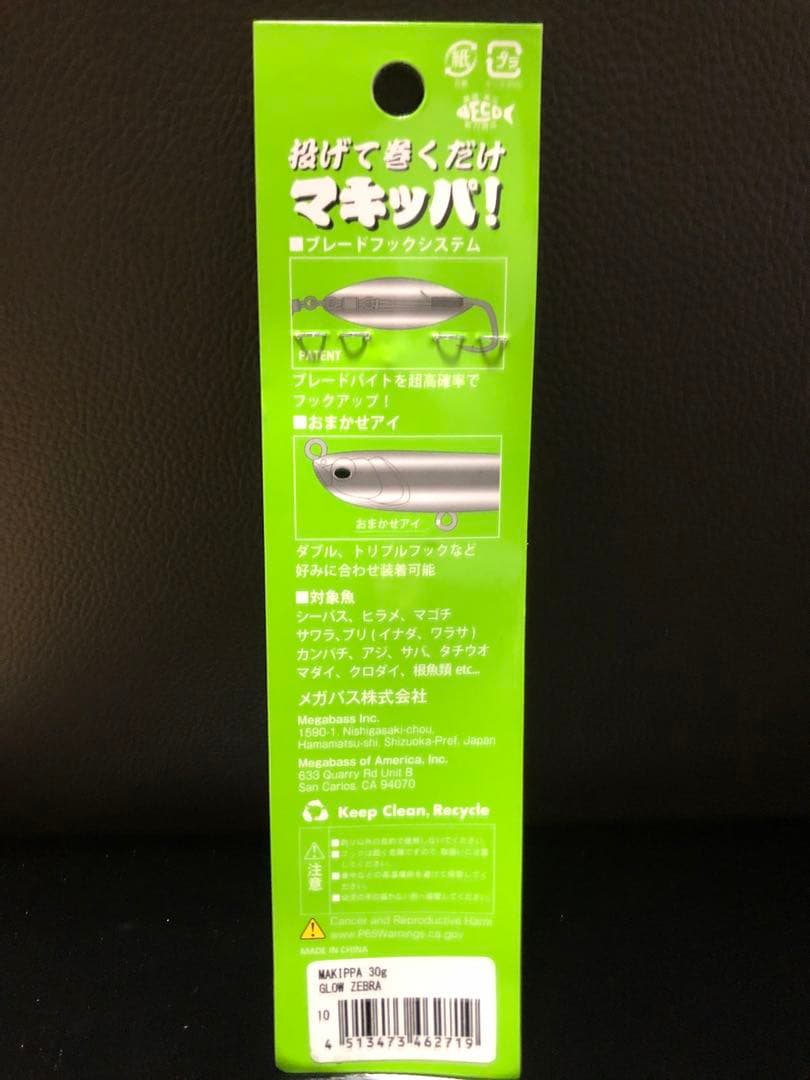 紙
プラ
ECO
投げて巻くだけ
マキッパ!
■ブレードフックシステム
PATENT
ブレードバイトを超高確率で
フックアップ!
■おまかせアイ
おまかせアイ
ダブル、トリプルフックなど
好みに合わせ装着可能
■対象魚
シーバス、ヒラメ、マゴチ
サワラ、ブリ(イナダ、ワラサ)
カンパチ、アジ、サバ、タチウオ
マダイ、クロダイ、根魚類 etc...
メガバス株式会社
Megabass Inc.
1590-1, Nishigasaki-chou,
Hamamatsu-shi, Shizuoka-Pref, Japan
Megabass of America, Inc.
633 Quarry Rd Unit B
San Carlos, CA 94070
Keep Clean, Recycle
注意
Cancer and Reproductive Harm
www.P65Warnings.ca.gov
MADE IN CHINA
MAKIPPA 30g
GLOW ZEBRA
10
4 513473 462719